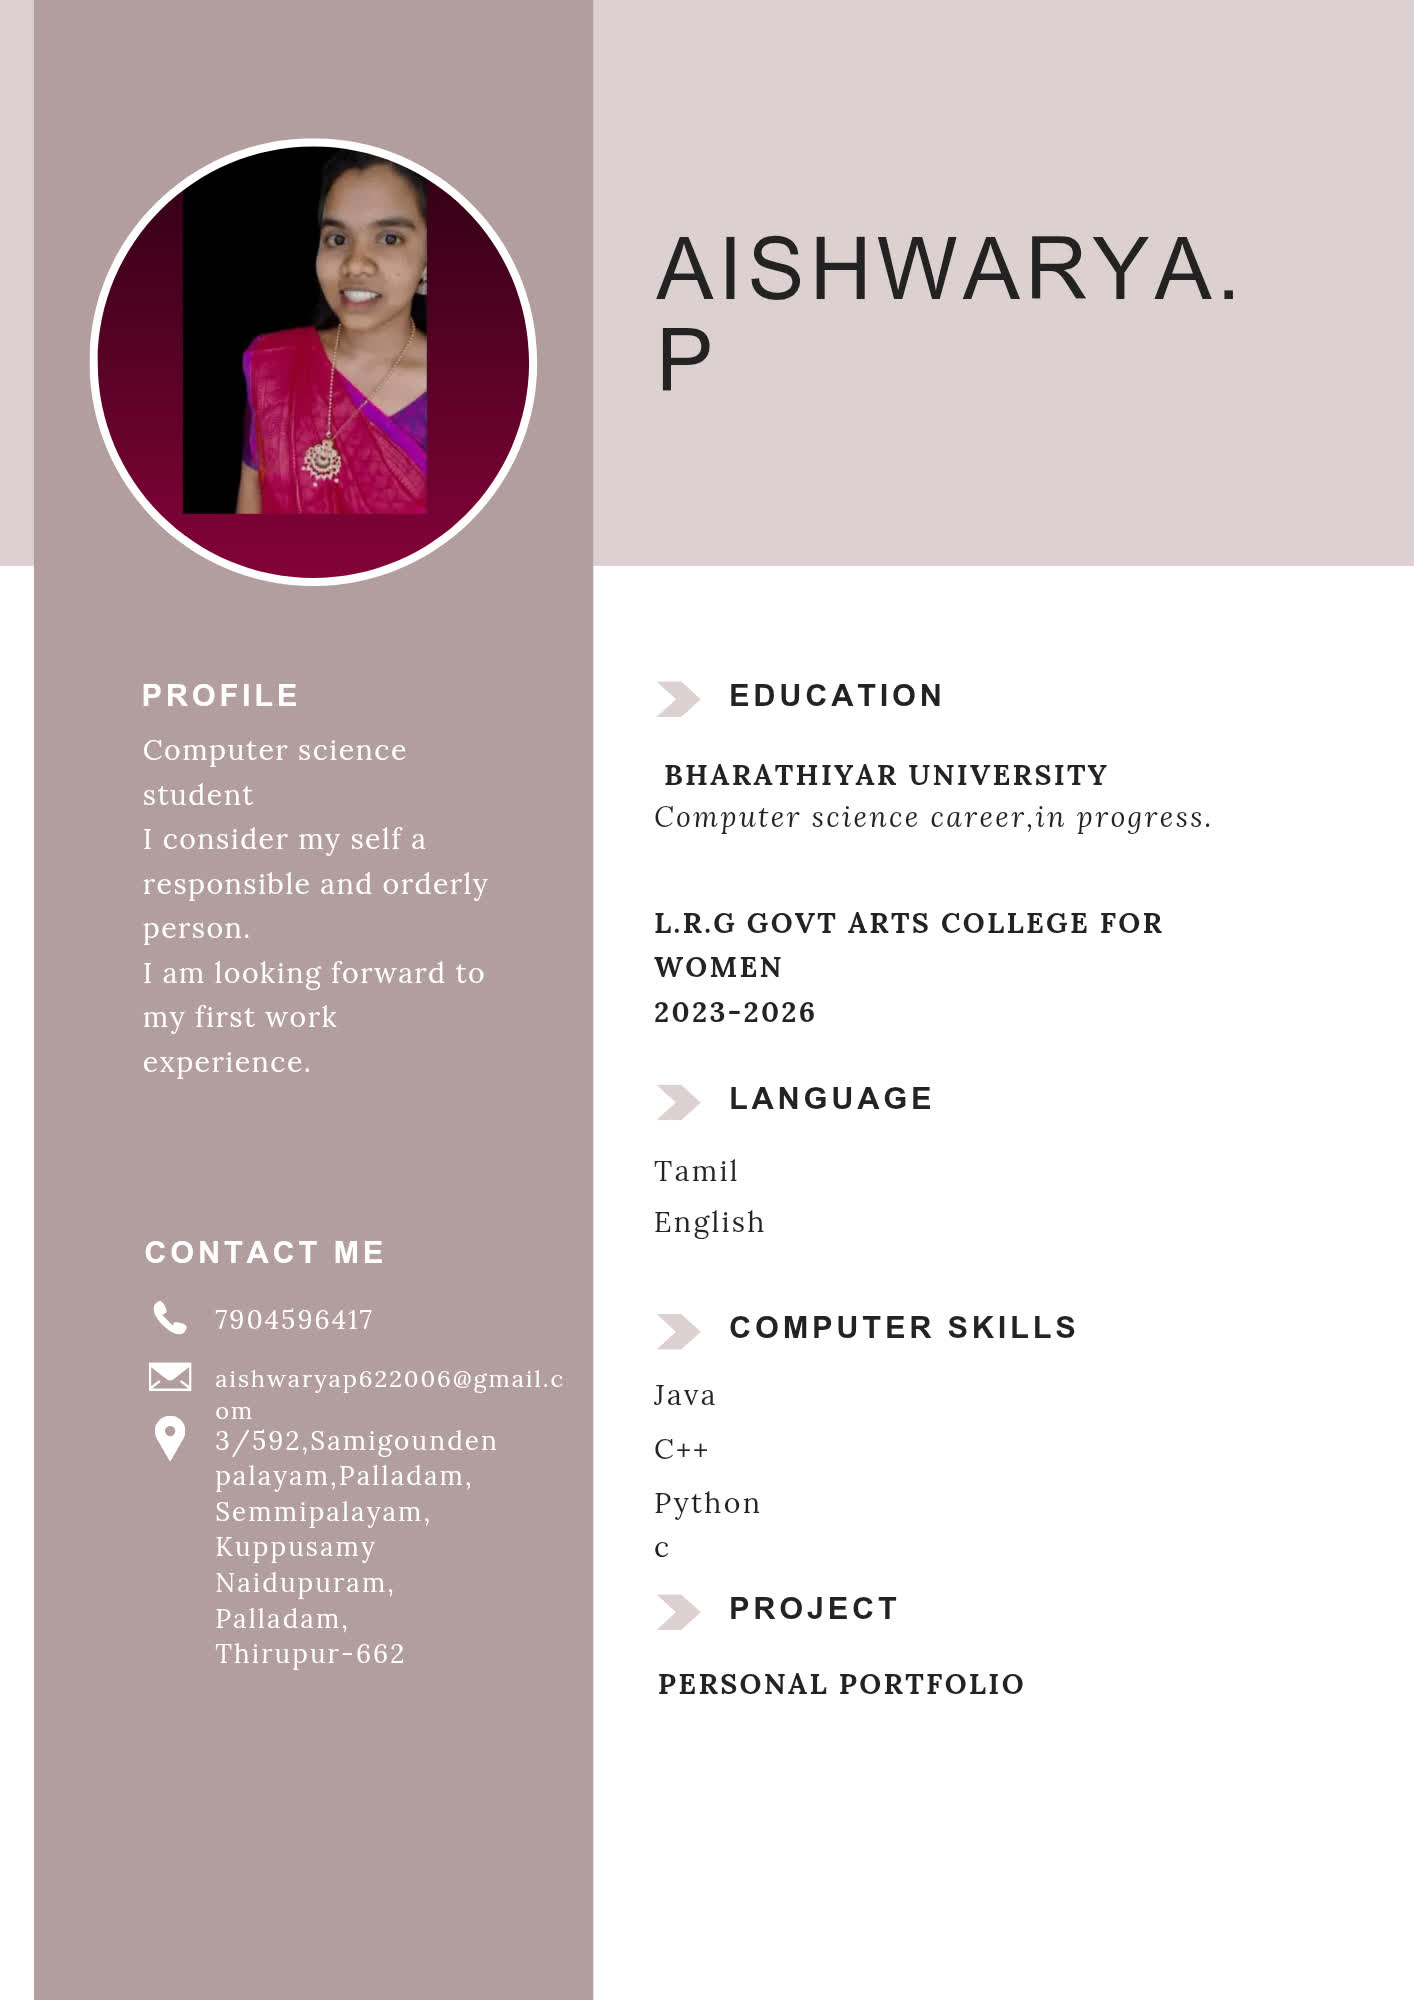 AISHWARYA.
P
PROFILE
Computer science
student
I consider my self a
responsible and orderly
person.
I am looking forward to
my first work
experience.
CONTACT ME
7904596417
aishwaryap622006@gmail.c
om
3/592,Samigounden
palayam,Palladam,
Semmipalayam,
Kuppusamy
Naidupuram,
Palladam,
Thirupur-662
EDUCATION
BHARATHIYAR UNIVERSITY
Computer science career,in progress.
L.R.G GOVT ARTS COLLEGE FOR
WOMEN
2023-2026
LANGUAGE
Tamil
English
COMPUTER SKILLS
Java
C++
Python
c
PROJECT
PERSONAL PORTFOLIO